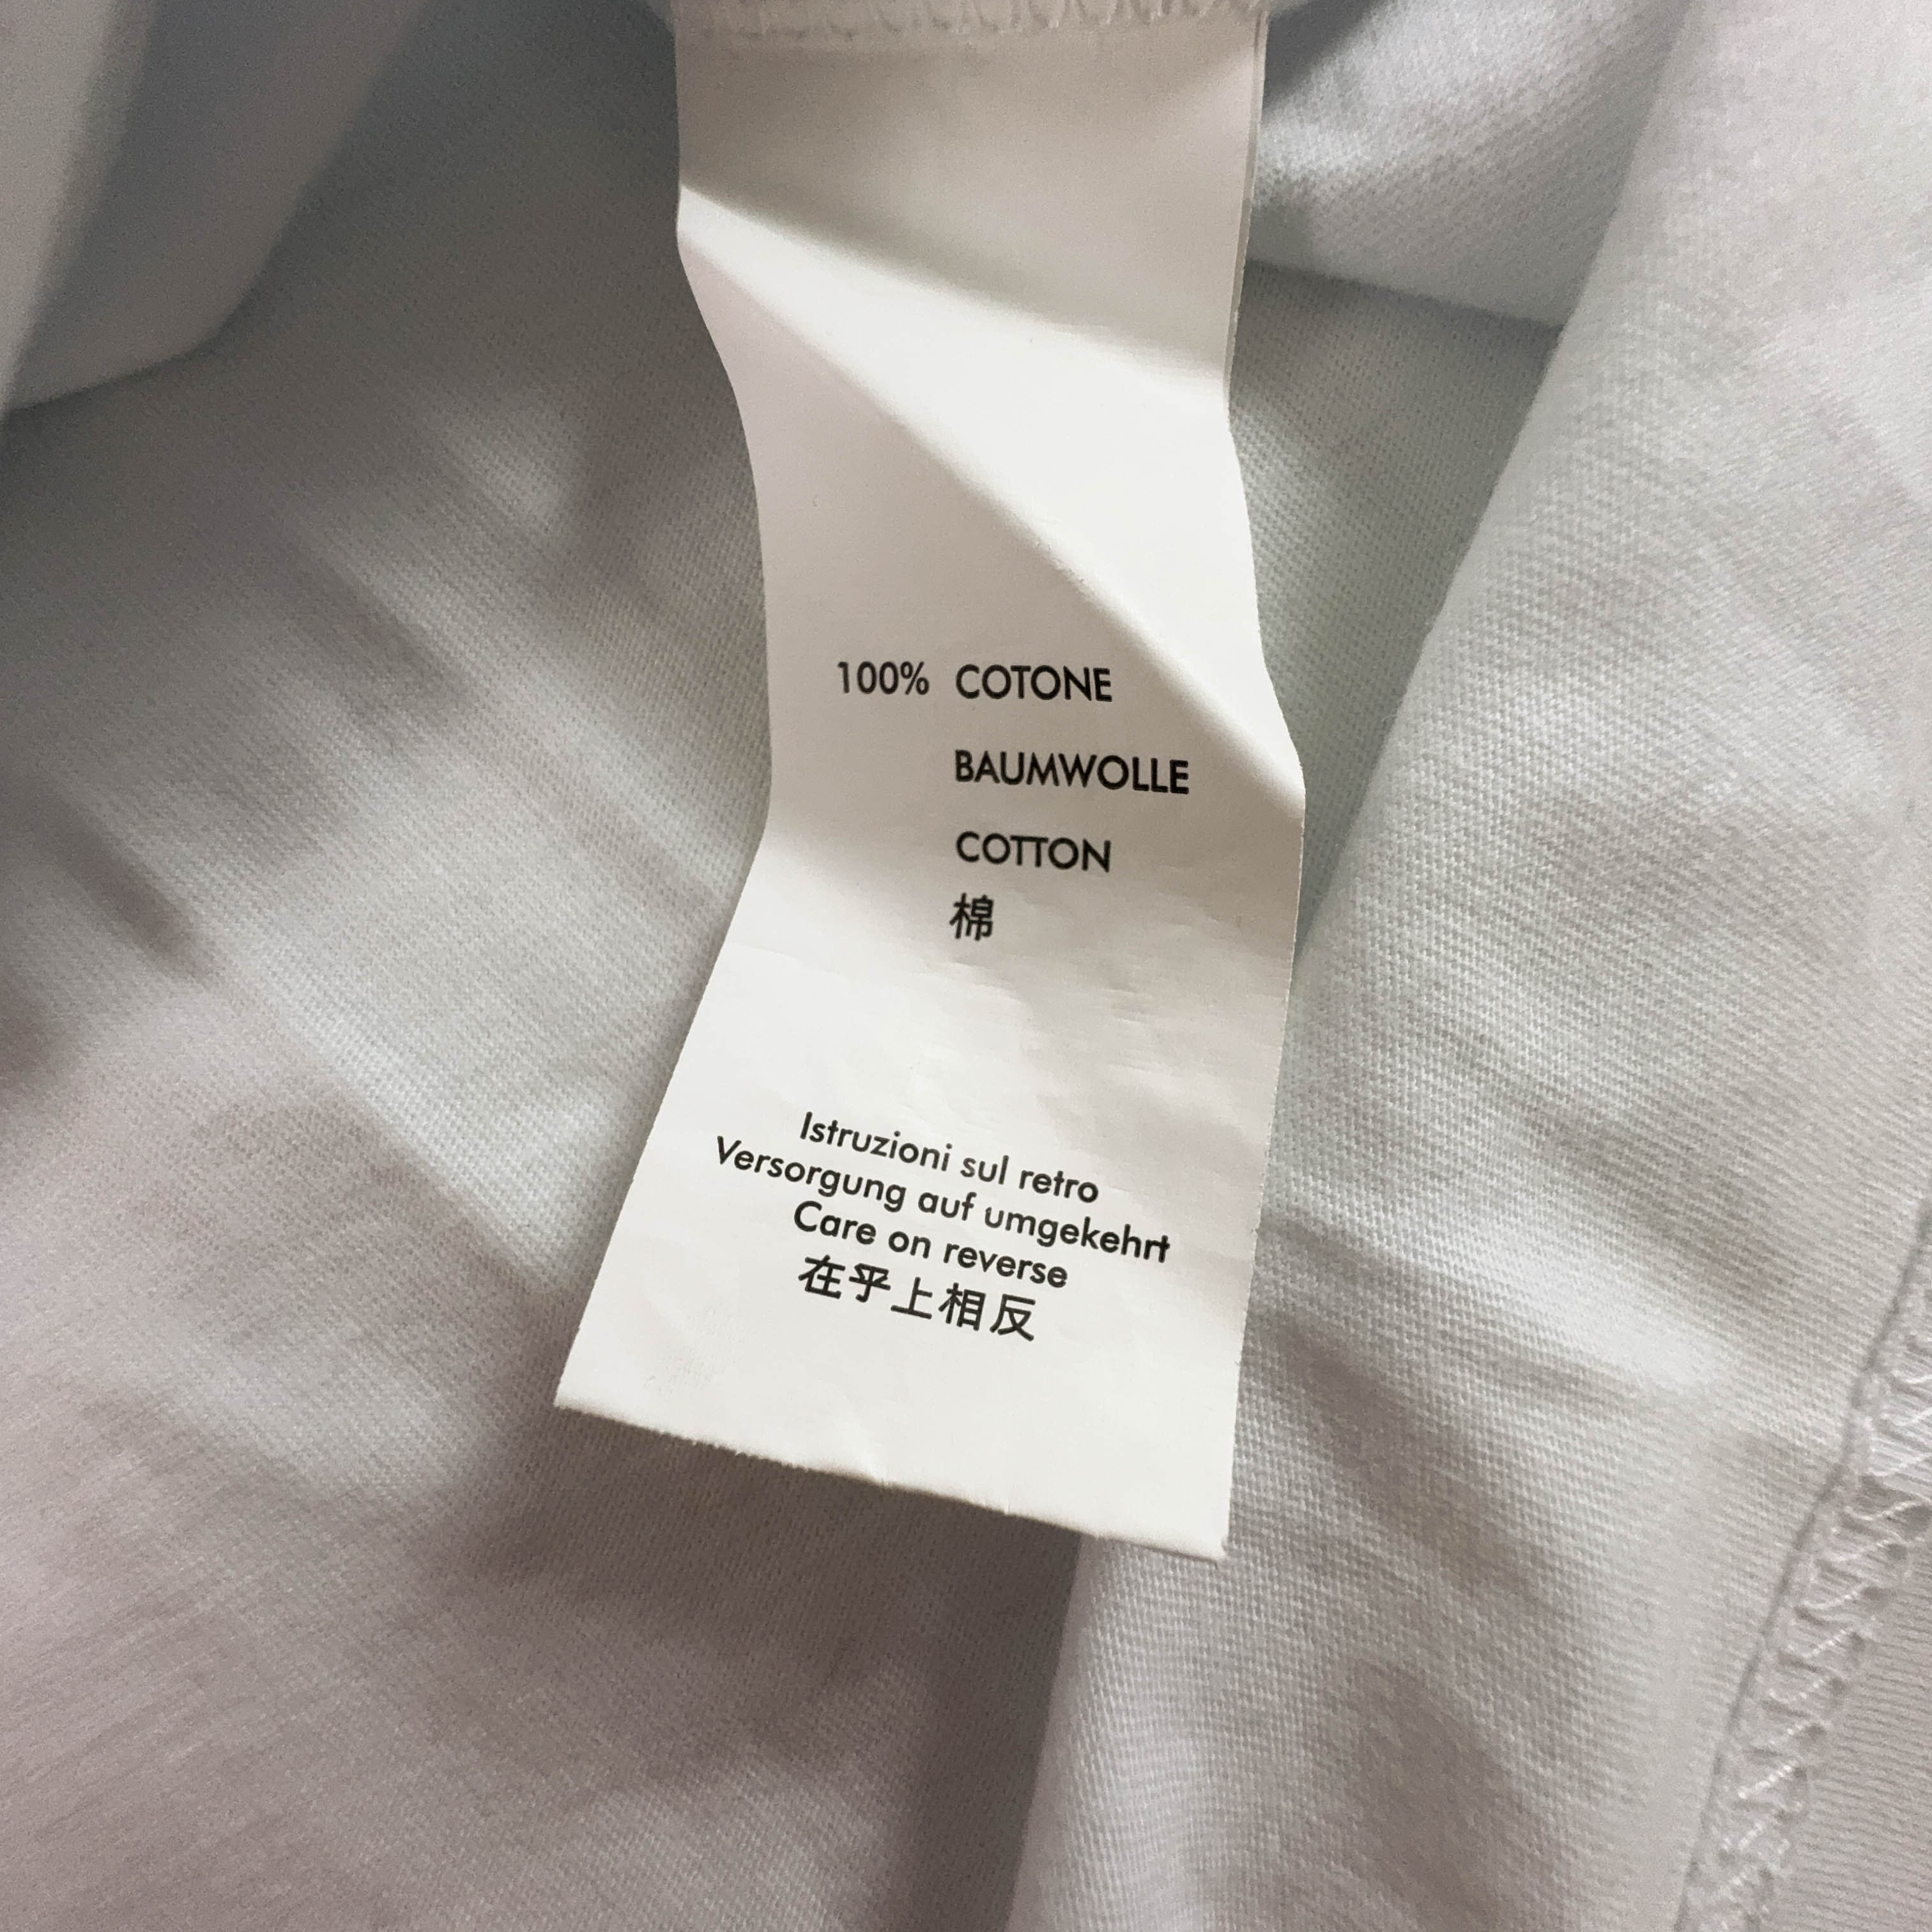 100% COTONE
BAUMWOLLE
COTTON
棉
Istruzioni sul retro
Versorgung auf umgekehrt
Care on reverse
在乎上相反